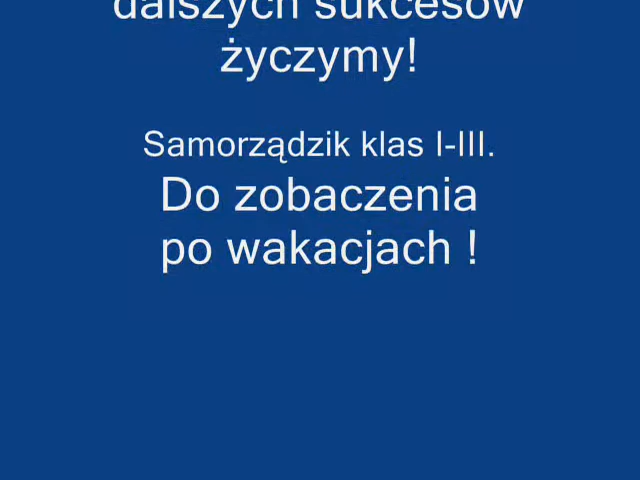 dalszych sukcesów
życzymy!
Samorządzik klas I-III.
Do zobaczenia
po wakacjach !